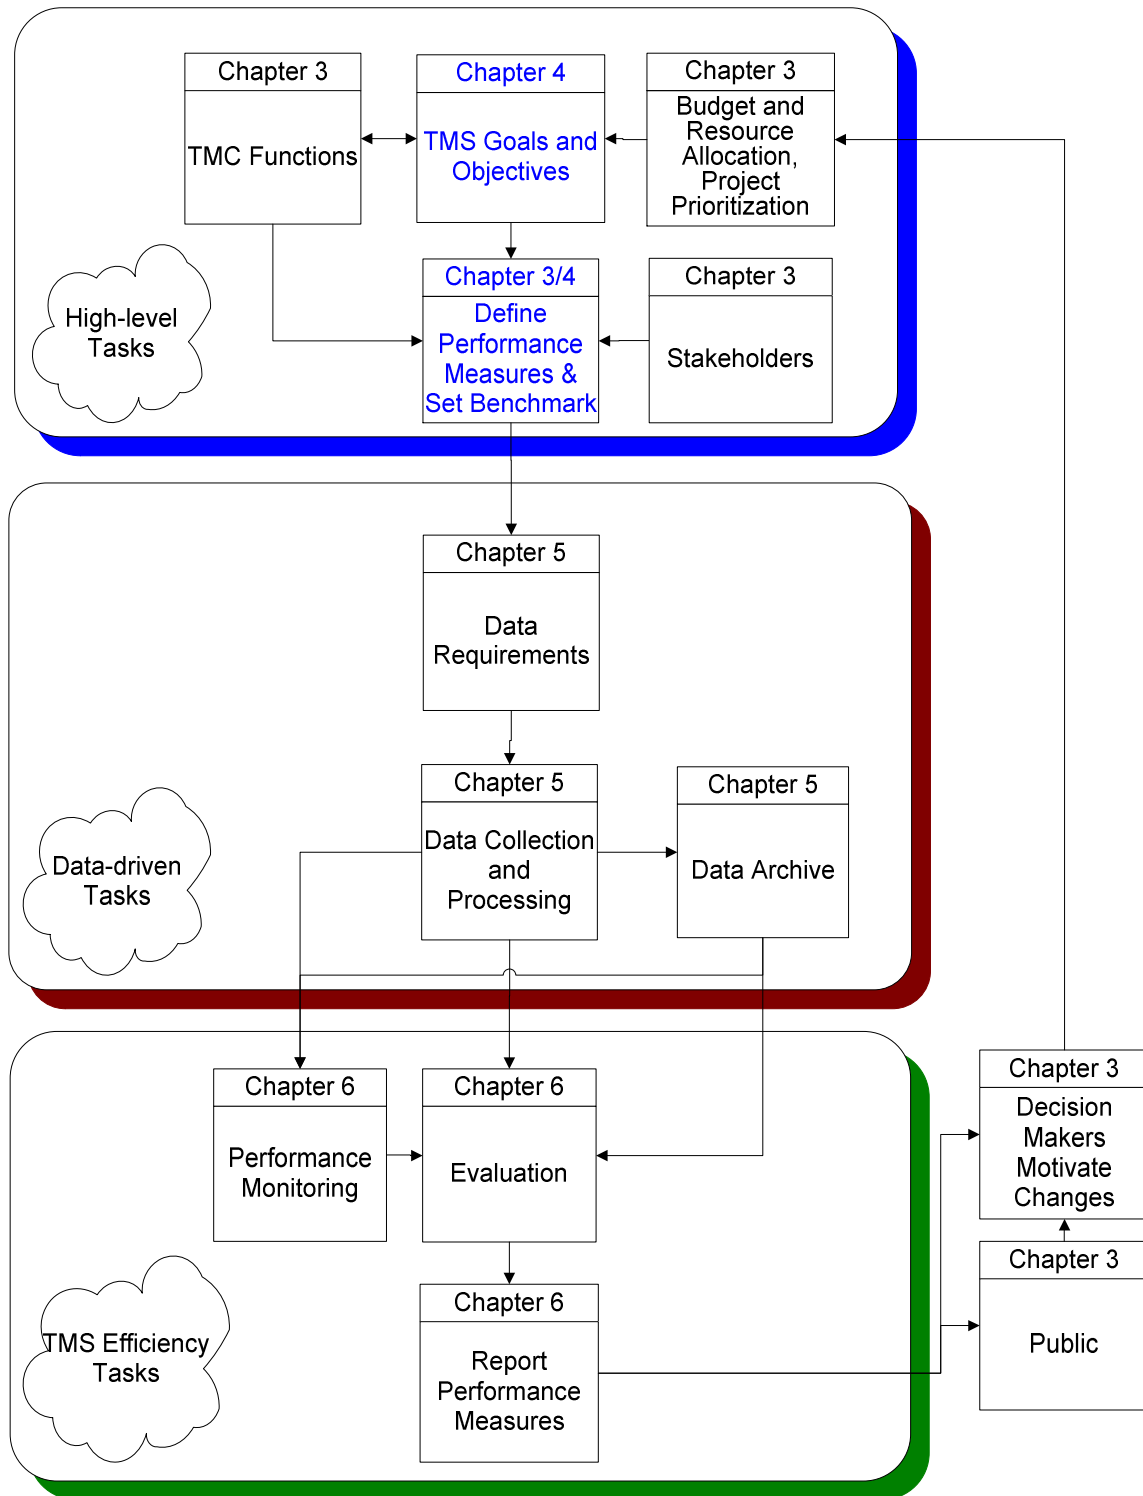 Chapter 3
TMC Functions
Chapter 4
TMS Goals and
Objectives
Chapter 3
Budget and
Resource
Allocation,
Project
Prioritization
High-level
Tasks
Chapter 3/4
Define
Performance
Measures &
Set Benchmark
Chapter 3
Stakeholders
Chapter 5
Data
Requirements
Chapter 5
Data Collection
and
Processing
Chapter 5
Data Archive
Data-driven
Tasks
Chapter 6
Performance
Monitoring
Chapter 6
Evaluation
Chapter 3
Decision
Makers
Motivate
Changes
Chapter 6
Report
Performance
Measures
Chapter 3
Public
TMS Efficiency
Tasks